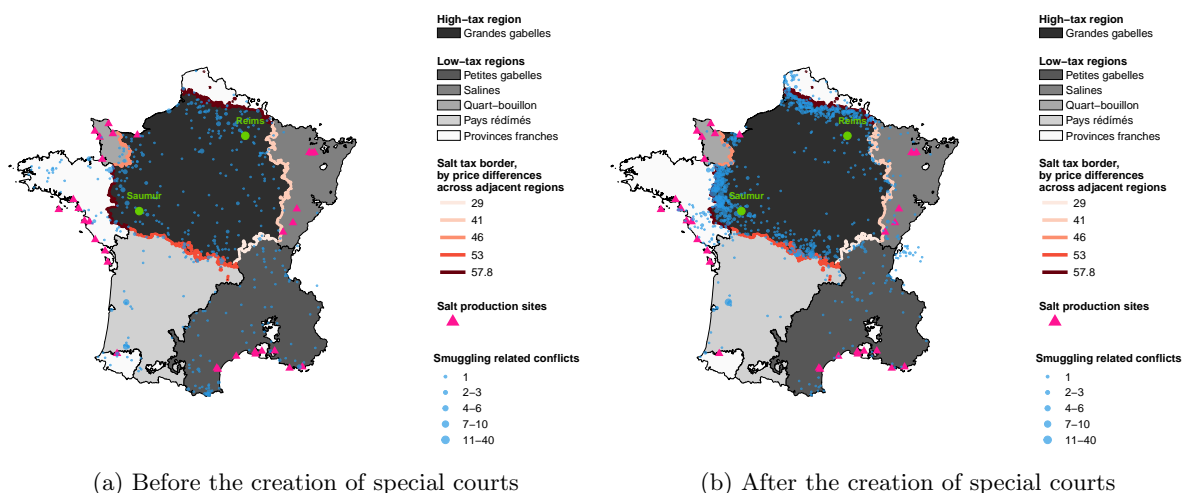 High−tax region
Grandes gabelles
Low−tax regions
Petites gabelles
Salines
Quart−bouillon
Pays rédimés
Provinces franches
Salt tax border,
by price differences
across adjacent regions
29
41
46
53
57.8
Salt production sites
Smuggling related conflicts
1
2−3
4−6
7−10
11−40
Reims
Saumur
(a) Before the creation of special courts
High−tax region
Grandes gabelles
Low−tax regions
Petites gabelles
Salines
Quart−bouillon
Pays rédimés
Provinces franches
Salt tax border,
by price differences
across adjacent regions
29
41
46
53
57.8
Salt production sites
Smuggling related conflicts
1
2−3
4−6
7−10
11−40
Reims
Saumur
(b) After the creation of special courts